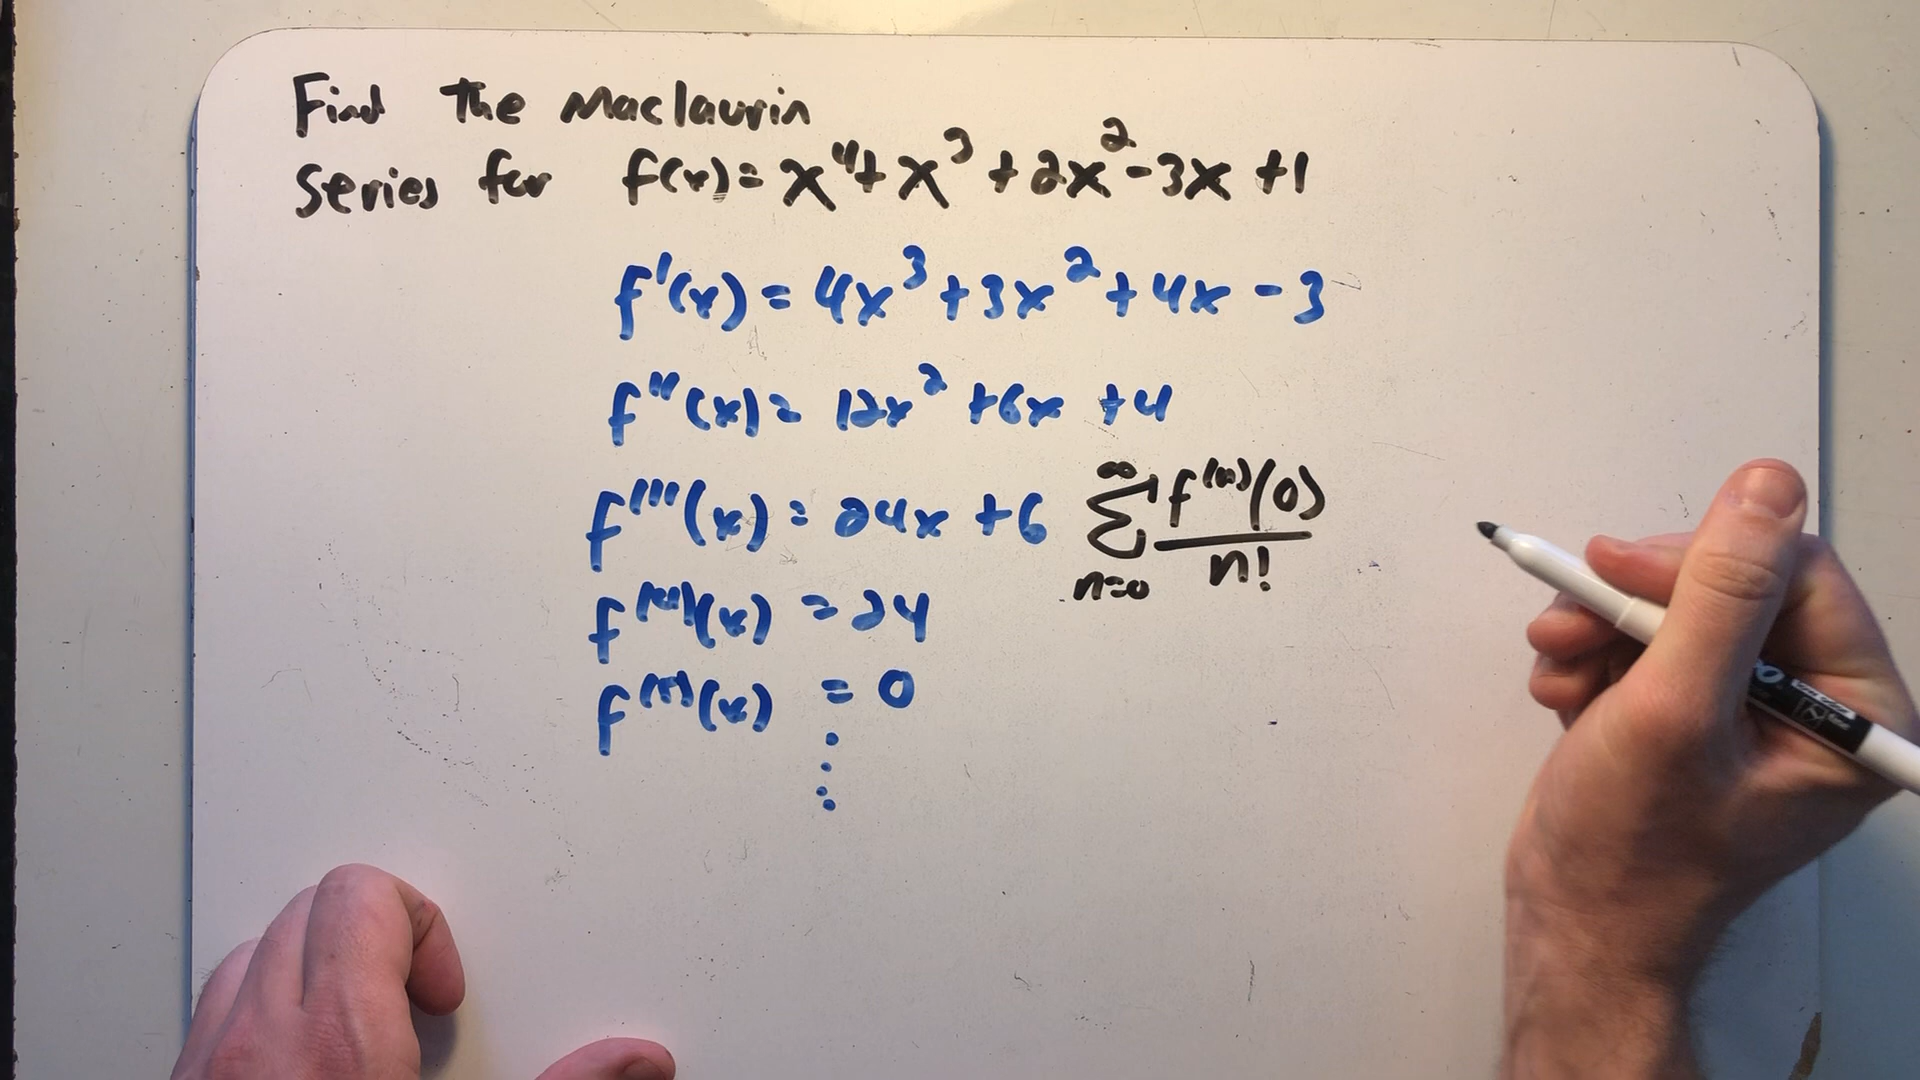 Find the Maclaurin
series for f(x) = x⁴ + x³ + 2x² - 3x + 1
f'(x) = 4x³ + 3x² + 4x - 3
f''(x) = 12x² + 6x + 4
f'''(x) = 24x + 6
∞
∑ f⁽ⁿ⁾(0) / n!
n=0
f⁽⁴⁾(x) = 24
f⁽⁵⁾(x) = 0
⋮